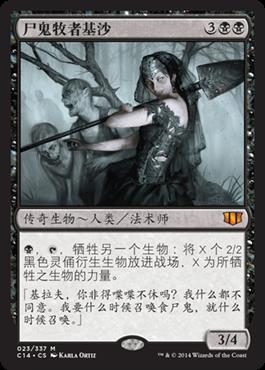 尸鬼牧者基沙 3
传奇生物~人类／法术师
，，牺牲另一个生物：将X个2/2
黑色灵俑衍生生物放进战场，X为所牺
牲之生物的力量。
「基拉夫，你非得喋喋不休吗？我什么都不
同意。我要什么时候召唤食尸鬼，就什
么时候召唤。」
3/4
023/337 M
C14 • CS KARLA ORTIZ
™ & © 2014 Wizards of the Coast